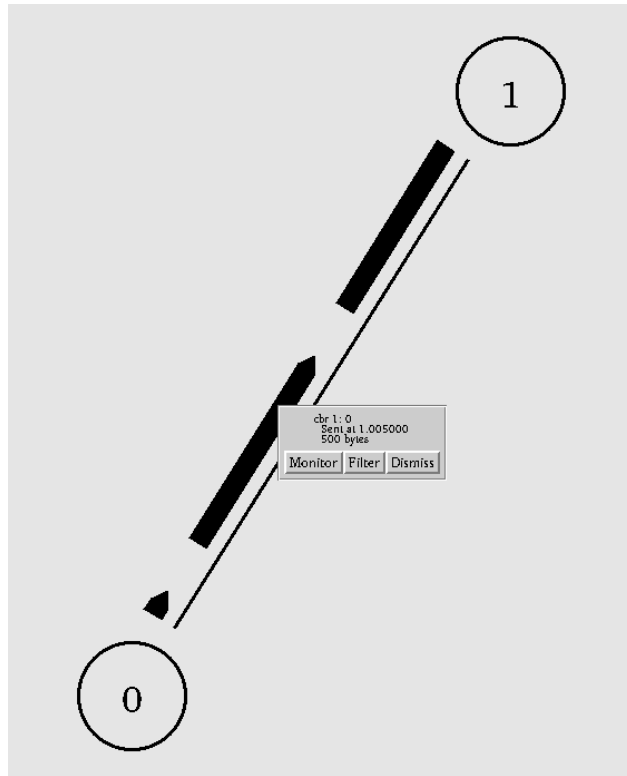 1
cbr 1: 0
Sent at 1.005000
500 bytes
Monitor Filter Dismiss
0